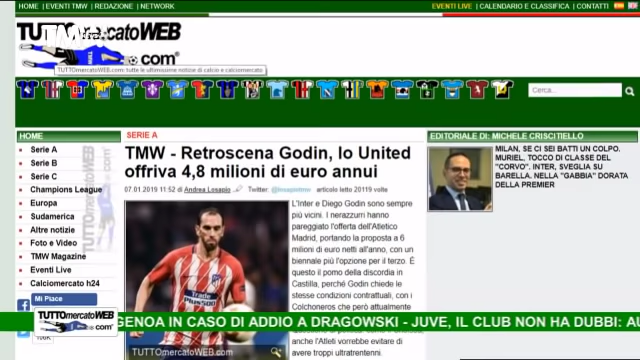 HOME | EVENTI TMW | REDAZIONE | NETWORK
EVENTI LIVE | CALENDARIO E CLASSIFICA | CONTATTI
TUTTOmercatoWEB
.com®
TMW
TUTTOmercatoWEB.com: tutte le ultimissime notizie di calcio e calciomercato
Cerca...
HOME
Serie A
Serie B
Serie C
Champions League
Europa
Sudamerica
Altre notizie
Foto e Video
TMW Magazine
Eventi Live
Calciomercato h24
Mi Piace
SERIE A
TMW - Retroscena Godin, lo United
offriva 4,8 milioni di euro annui
07.01 2019 11:52 di Andrea Losapio Twitter: @losapiotmw articolo letto 20119 volte
L'Inter e Diego Godin sono sempre
più vicini. I nerazzurri hanno
pareggiato l'offerta dell'Atletico
Madrid, portando la proposta a 6
milioni di euro netti all'anno, con un
biennale più l'opzione per il terzo. È
questo il pomo della discordia in
Castilla, perché Godin chiede le
stesse condizioni contrattuali, con i
Colchoneros che però attualmente
anche l'Atleti vorrebbe evitare di
avere troppi ultratrentenni.
TUTTOmercatoWEB.com
EDITORIALE DI: MICHELE CRISCITIELLO
MILAN, SE CI SEI BATTI UN COLPO.
MURIEL, TOCCO DI CLASSE DEL
"CORVO". INTER, SVEGLIA SU
BARELLA. NELLA "GABBIA" DORATA
DELLA PREMIER
TUTTOmercatoWEB
.com®
GENOA IN CASO DI ADDIO A DRAGOWSKI - JUVE, IL CLUB NON HA DUBBI: AU